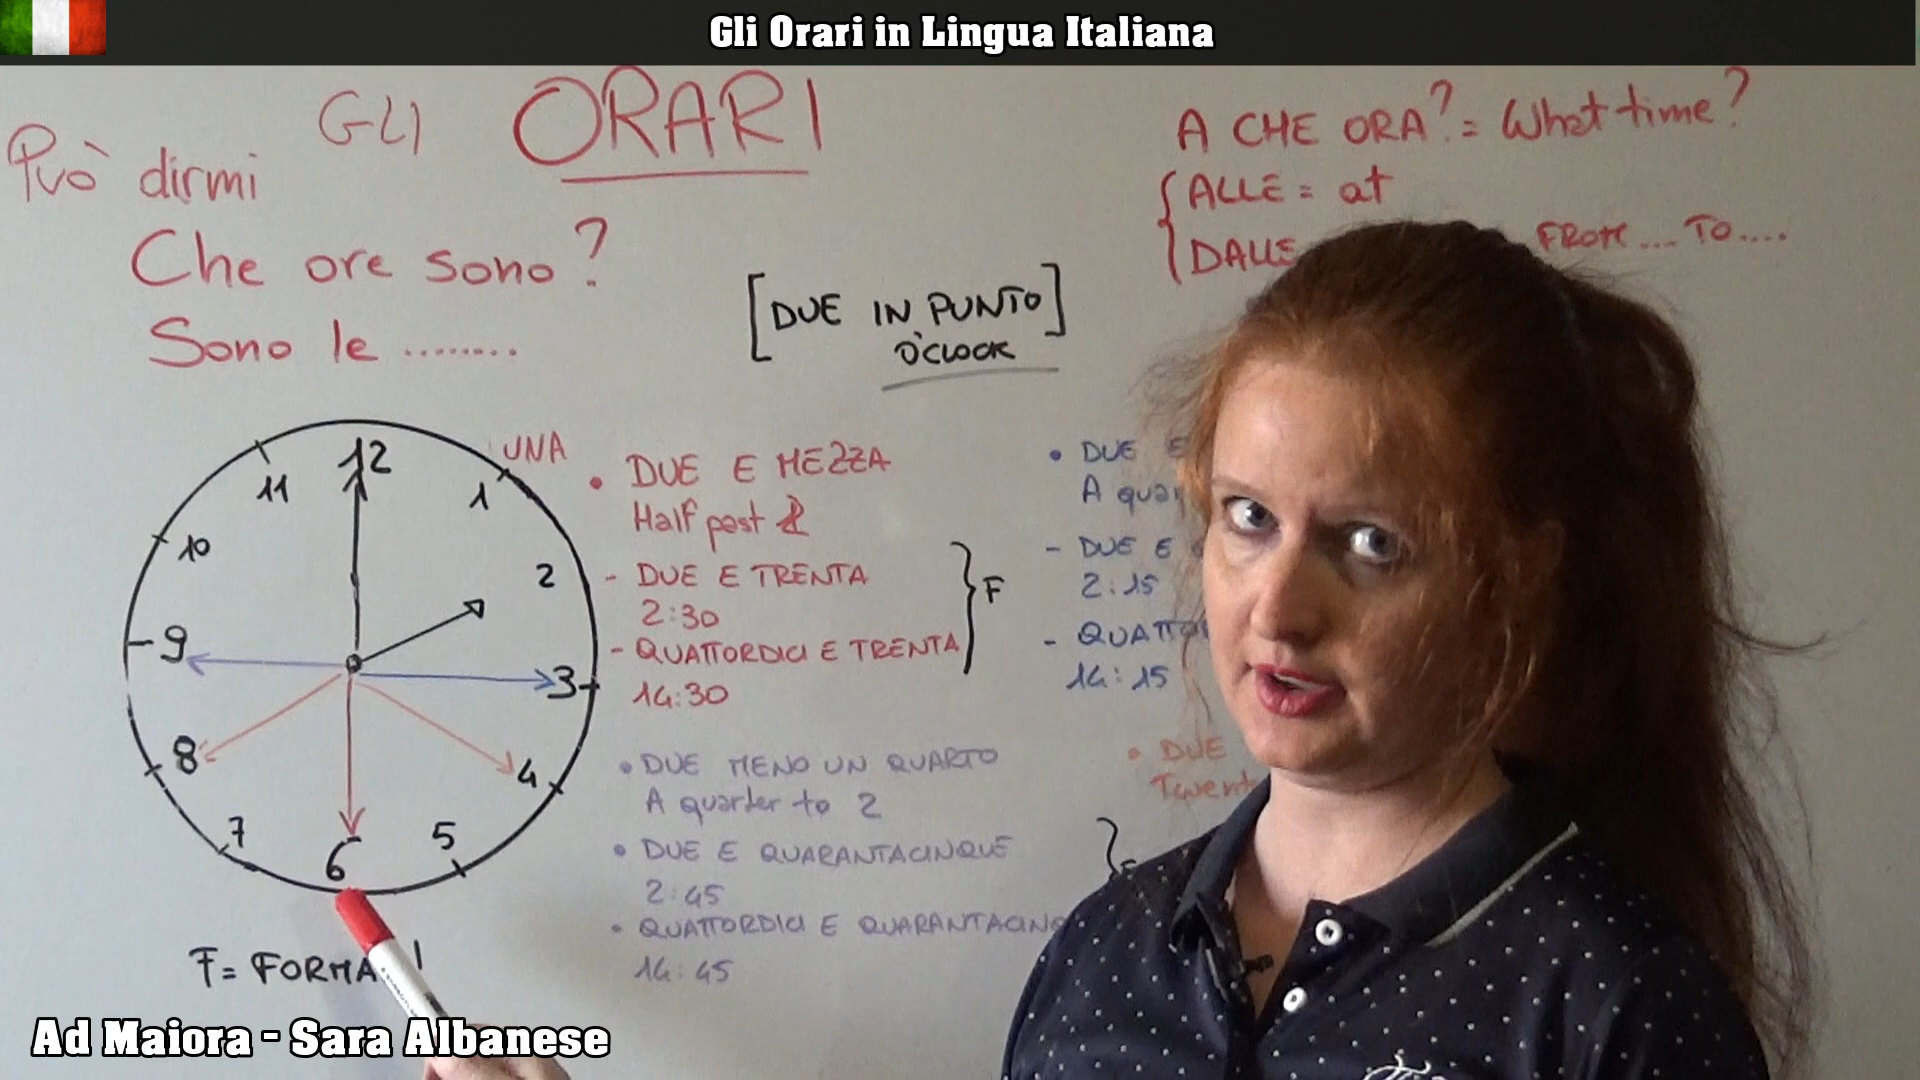 Gli Orari in Lingua Italiana
GLI ORARI
Può dirmi
Che ore sono?
Sono le ........
A CHE ORA? = What time?
ALLE = at
DALLE
FROM .... TO ....
[DUE IN PUNTO]
O'CLOCK
UNA
12
1
2
3
4
5
6
7
8
9
10
11
• DUE E MEZZA
Half past 2
- DUE E TRENTA
2:30
- QUATTORDICI E TRENTA
14:30
F
• DUE E
A quar
- DUE E
2:15
- QUATTO
14:15
• DUE MENO UN QUARTO
A quarter to 2
• DUE E QUARANTACINQUE
2:45
• QUATTORDICI E QUARANTACINQ
14:45
• DUE
Twent
F = FORMA
Ad Maiora - Sara Albanese